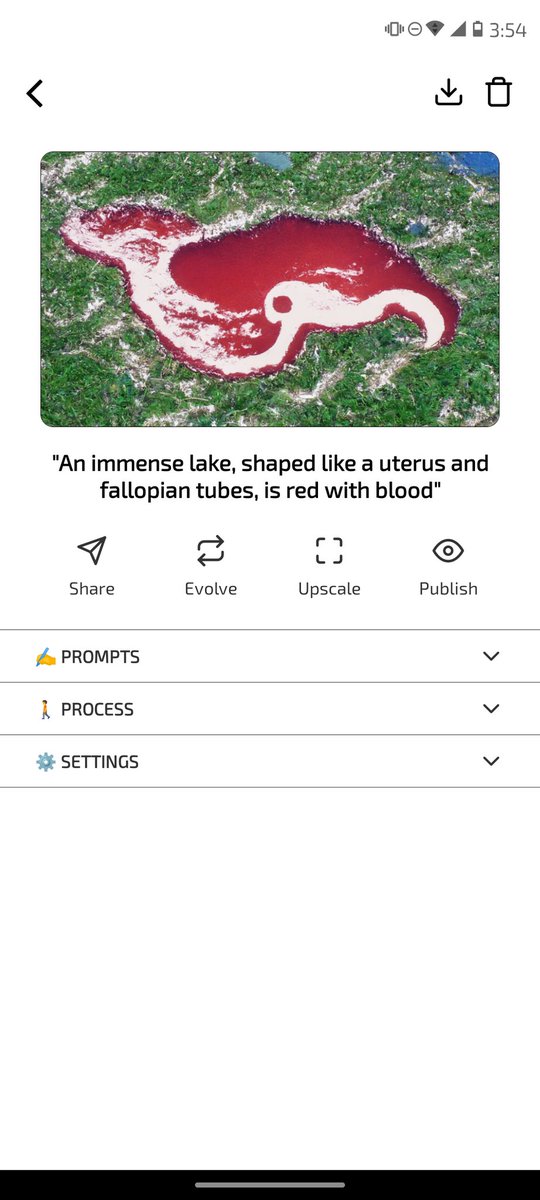 3:54
"An immense lake, shaped like a uterus and
fallopian tubes, is red with blood"
Share Evolve Upscale Publish
✍️ PROMPTS
🚶 PROCESS
⚙️ SETTINGS